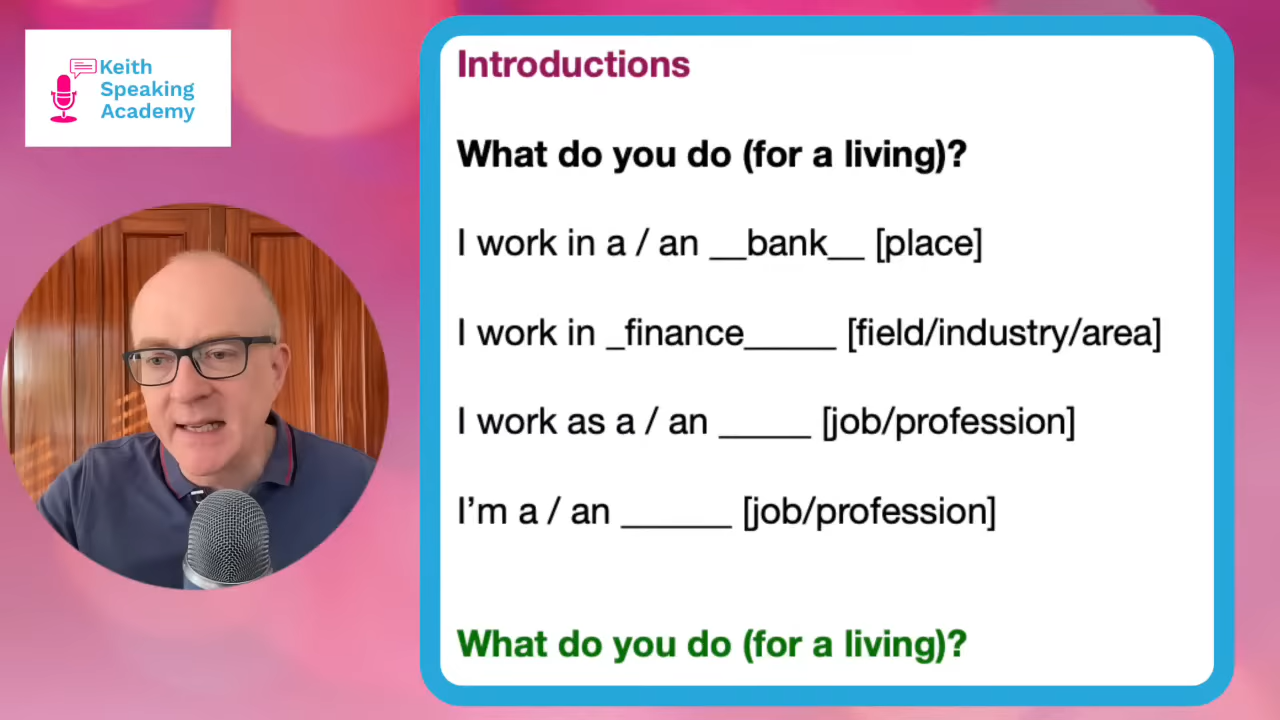 Keith
Speaking
Academy
Introductions
What do you do (for a living)?
I work in a / an __bank__ [place]
I work in _finance_____ [field/industry/area]
I work as a / an _____ [job/profession]
I'm a / an ______ [job/profession]
What do you do (for a living)?